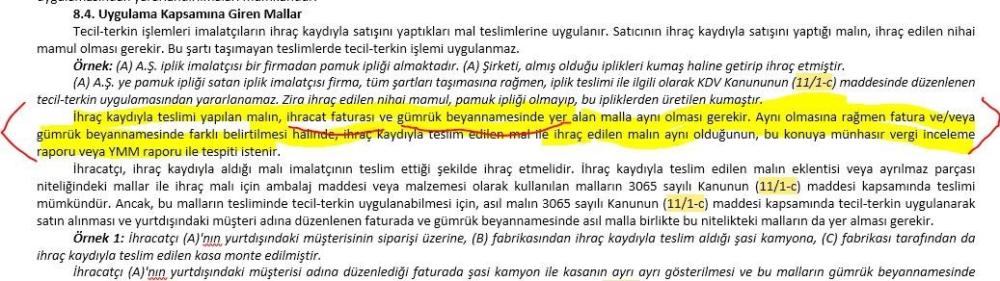 8.4. Uygulama Kapsamına Giren Mallar
Tecil-terkin işlemleri imalatçıların ihraç kaydıyla satışını yaptıkları mal teslimlerine uygulanır. Satıcının ihraç kaydıyla satışını yaptığı malın, ihraç edilen nihai
mamul olması gerekir. Bu şartı taşımayan teslimlerde tecil-terkin işlemi uygulanmaz.
Örnek: (A) A.Ş. iplik imalatçısı bir firmadan pamuk ipliği almaktadır. (A) Şirketi, almış olduğu iplikleri kumaş haline getirip ihraç etmiştir.
(A) A.Ş. ye pamuk ipliği satan iplik imalatçısı firma, tüm şartları taşımasına rağmen, iplik teslimi ile ilgili olarak KDV Kanununun (11/1-c) maddesinde düzenlenen
tecil-terkin uygulamasından yararlanamaz. Zira ihraç edilen nihai mamul, pamuk ipliği olmayıp, bu ipliklerden üretilen kumaştır.
İhraç kaydıyla teslimi yapılan malın, ihracat faturası ve gümrük beyannamesinde yer alan malla aynı olması gerekir. Aynı olmasına rağmen fatura ve/veya
gümrük beyannamesinde farklı belirtilmesi halinde, ihraç kaydıyla teslim edilen mal ile ihraç edilen malın aynı olduğunun, bu konuya münhasır vergi inceleme
raporu veya YMM raporu ile tespiti istenir.
İhracatçı, ihraç kaydıyla aldığı malı imalatçının teslim ettiği şekilde ihraç etmelidir. İhraç kaydıyla teslim edilen malın eklentisi veya ayrılmaz parçası
niteliğindeki mallar ile ihraç malı için ambalaj maddesi veya malzemesi olarak kullanılan malların 3065 sayılı Kanunun (11/1-c) maddesi kapsamında teslimi
mümkündür. Ancak, bu malların tesliminde tecil-terkin uygulanabilmesi için, asıl malın 3065 sayılı Kanunun (11/1-c) maddesi kapsamında tecil-terkin uygulanarak
satın alınması ve yurtdışındaki müşteri adına düzenlenen faturada ve gümrük beyannamesinde asıl malla birlikte bu nitelikteki malların da yer alması gerekir.
Örnek 1: İhracatçı (A)'nın yurtdışındaki müşterisinin siparişi üzerine, (B) fabrikasından ihraç kaydıyla teslim aldığı şasi kamyona, (C) fabrikası tarafından da
ihraç kaydıyla teslim edilen kasa monte edilmiştir.
İhracatçı (A)'nın yurtdışındaki müşterisi adına düzenlediği faturada şasi kamyon ile kasanın ayrı ayrı gösterilmesi ve bu malların gümrük beyannamesinde